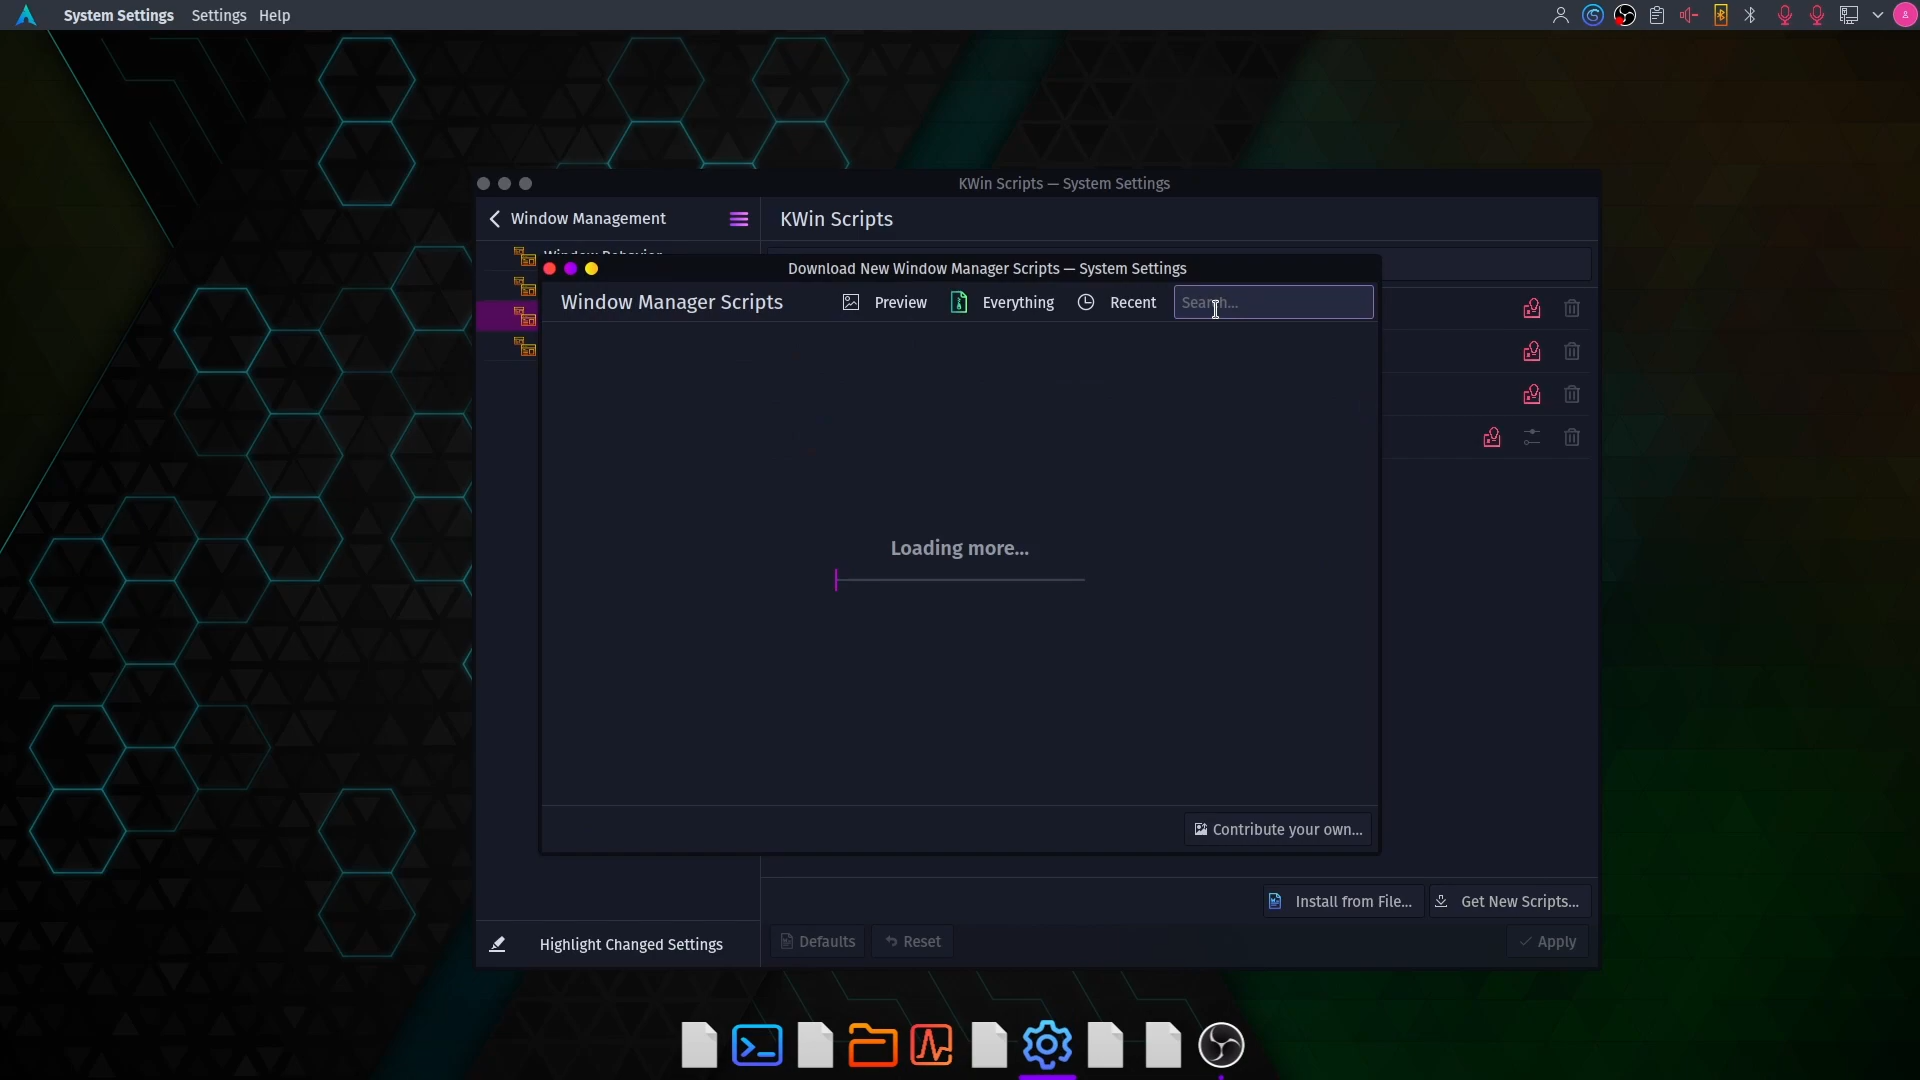 System Settings Settings Help
KWin Scripts — System Settings
Window Management
KWin Scripts
Download New Window Manager Scripts — System Settings
Window Manager Scripts Preview Everything Recent Search...
Loading more...
Contribute your own...
Install from File... Get New Scripts...
Highlight Changed Settings Defaults Reset Apply